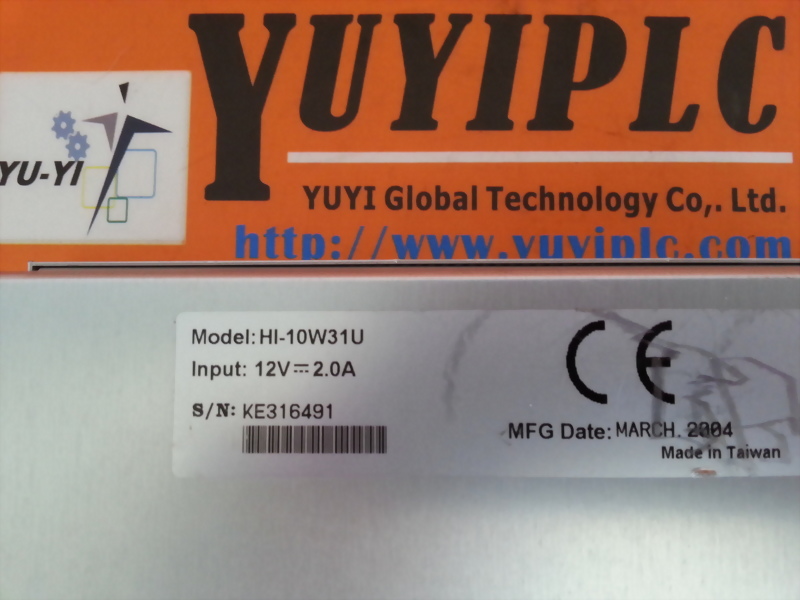 YUYIPLC
YU-YI
YUYI Global Technology Co,. Ltd.
http://www.yuyiplc.com
Model: HI-10W31U
Input: 12V⎓2.0A
S/N: KE316491
CE
MFG Date: MARCH. 2004
Made in Taiwan